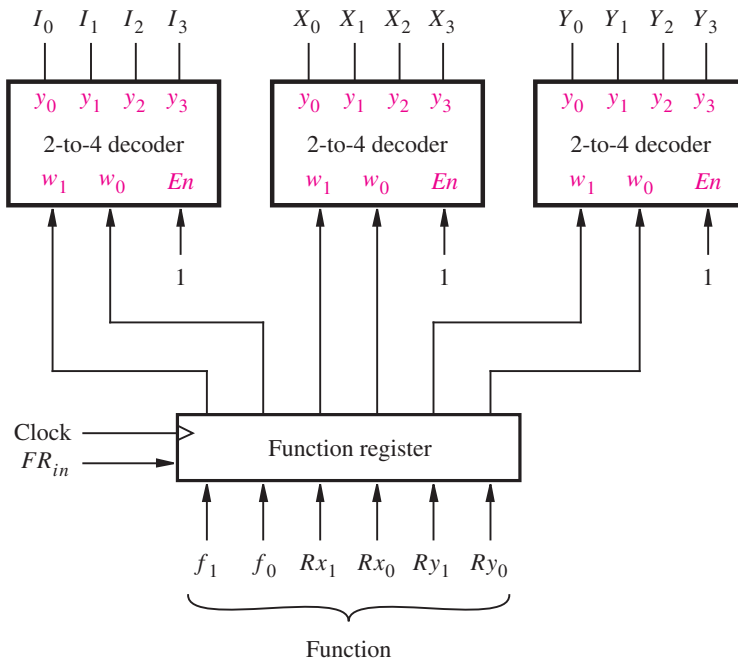 I₀ I₁ I₂ I₃ X₀ X₁ X₂ X₃ Y₀ Y₁ Y₂ Y₃
y₀ y₁ y₂ y₃ y₀ y₁ y₂ y₃ y₀ y₁ y₂ y₃
2-to-4 decoder 2-to-4 decoder 2-to-4 decoder
w₁ w₀ En w₁ w₀ En w₁ w₀ En
1 1 1
Clock
Function register
FRᵢₙ
f₁ f₀ Rx₁ Rx₀ Ry₁ Ry₀
Function